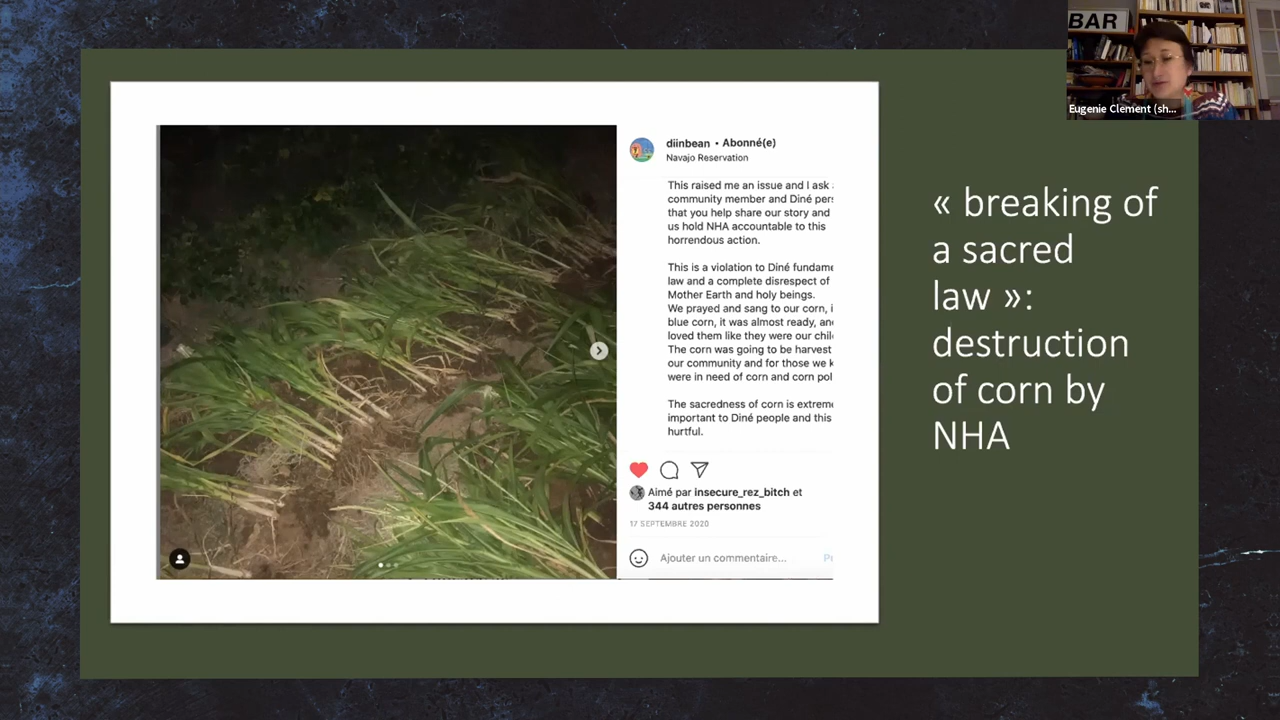 BAR
Eugenie Clement (sh...
diinbean • Abonné(e)
Navajo Reservation
This raised me an issue and I ask
community member and Diné
that you help share our story and
us hold NHA accountable to this
horrendous action.
This is a violation to Diné
law and a complete disrespect of
Mother Earth and holy beings.
We prayed and sang to our corn,
blue corn, it was almost ready,
loved them like they were our
The corn was going to be harvest
our community and for those we
were in need of corn and corn
The sacredness of corn is
important to Diné people and this
hurtful.
Aimé par insecure_rez_bitch et
344 autres personnes
17 SEPTEMBRE 2020
Ajouter un commentaire...
« breaking of
a sacred
law »:
destruction
of corn by
NHA